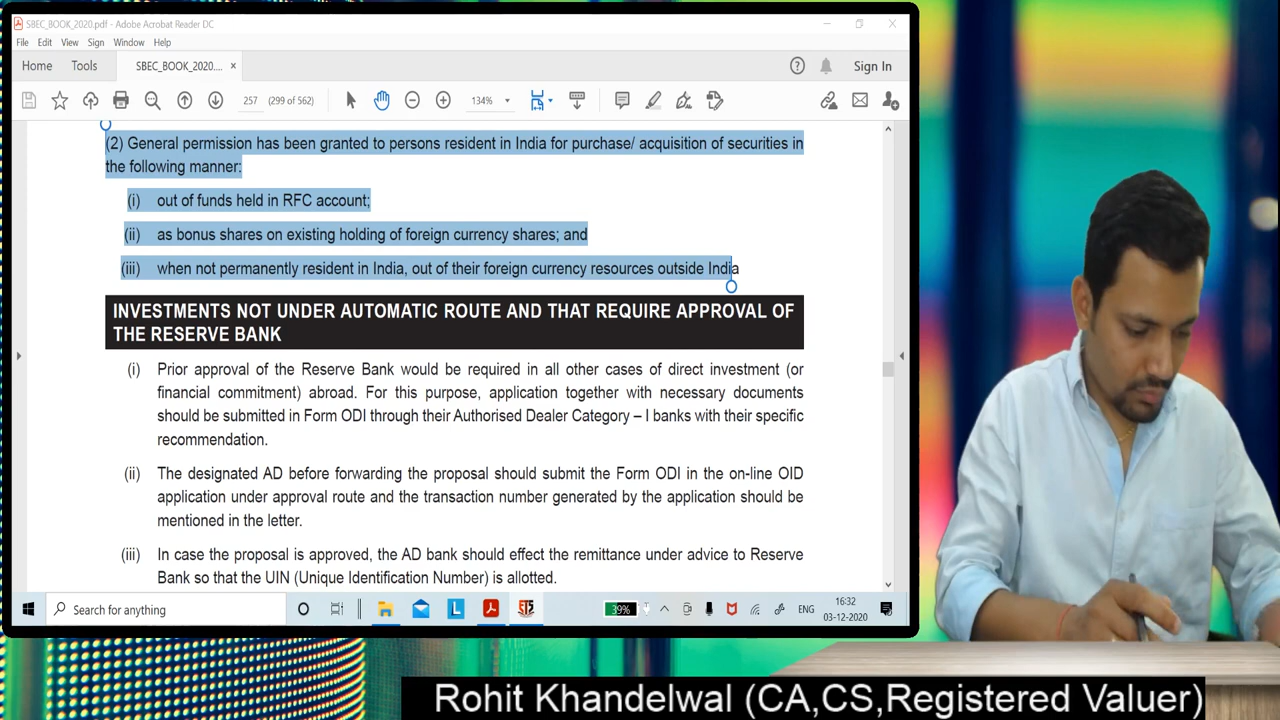 SBEC_BOOK_2020.pdf - Adobe Acrobat Reader DC
File Edit View Sign Window Help
Home Tools SBEC_BOOK_2020.... × Sign In
257 (299 of 562) 134%
(2) General permission has been granted to persons resident in India for purchase/ acquisition of securities in
the following manner:
(i) out of funds held in RFC account;
(ii) as bonus shares on existing holding of foreign currency shares; and
(iii) when not permanently resident in India, out of their foreign currency resources outside India
INVESTMENTS NOT UNDER AUTOMATIC ROUTE AND THAT REQUIRE APPROVAL OF
THE RESERVE BANK
(i) Prior approval of the Reserve Bank would be required in all other cases of direct investment (or
financial commitment) abroad. For this purpose, application together with necessary documents
should be submitted in Form ODI through their Authorised Dealer Category – I banks with their specific
recommendation.
(ii) The designated AD before forwarding the proposal should submit the Form ODI in the on-line OID
application under approval route and the transaction number generated by the application should be
mentioned in the letter.
(iii) In case the proposal is approved, the AD bank should effect the remittance under advice to Reserve
Bank so that the UIN (Unique Identification Number) is allotted.
Search for anything 39% ENG 16:32
03-12-2020
Rohit Khandelwal (CA,CS,Registered Valuer)